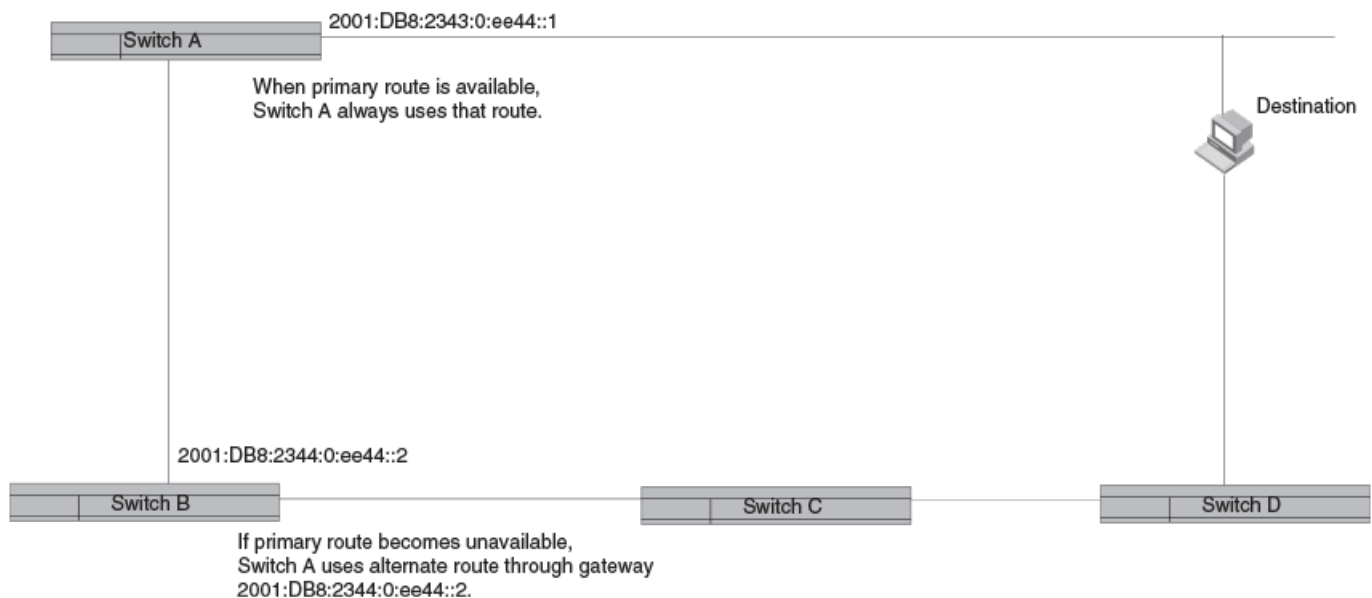 2001:DB8:2343:0:ee44::1
Switch A
When primary route is available,
Switch A always uses that route.
Destination
2001:DB8:2344:0:ee44::2
Switch B
Switch C
Switch D
If primary route becomes unavailable,
Switch A uses alternate route through gateway
2001:DB8:2344:0:ee44::2.